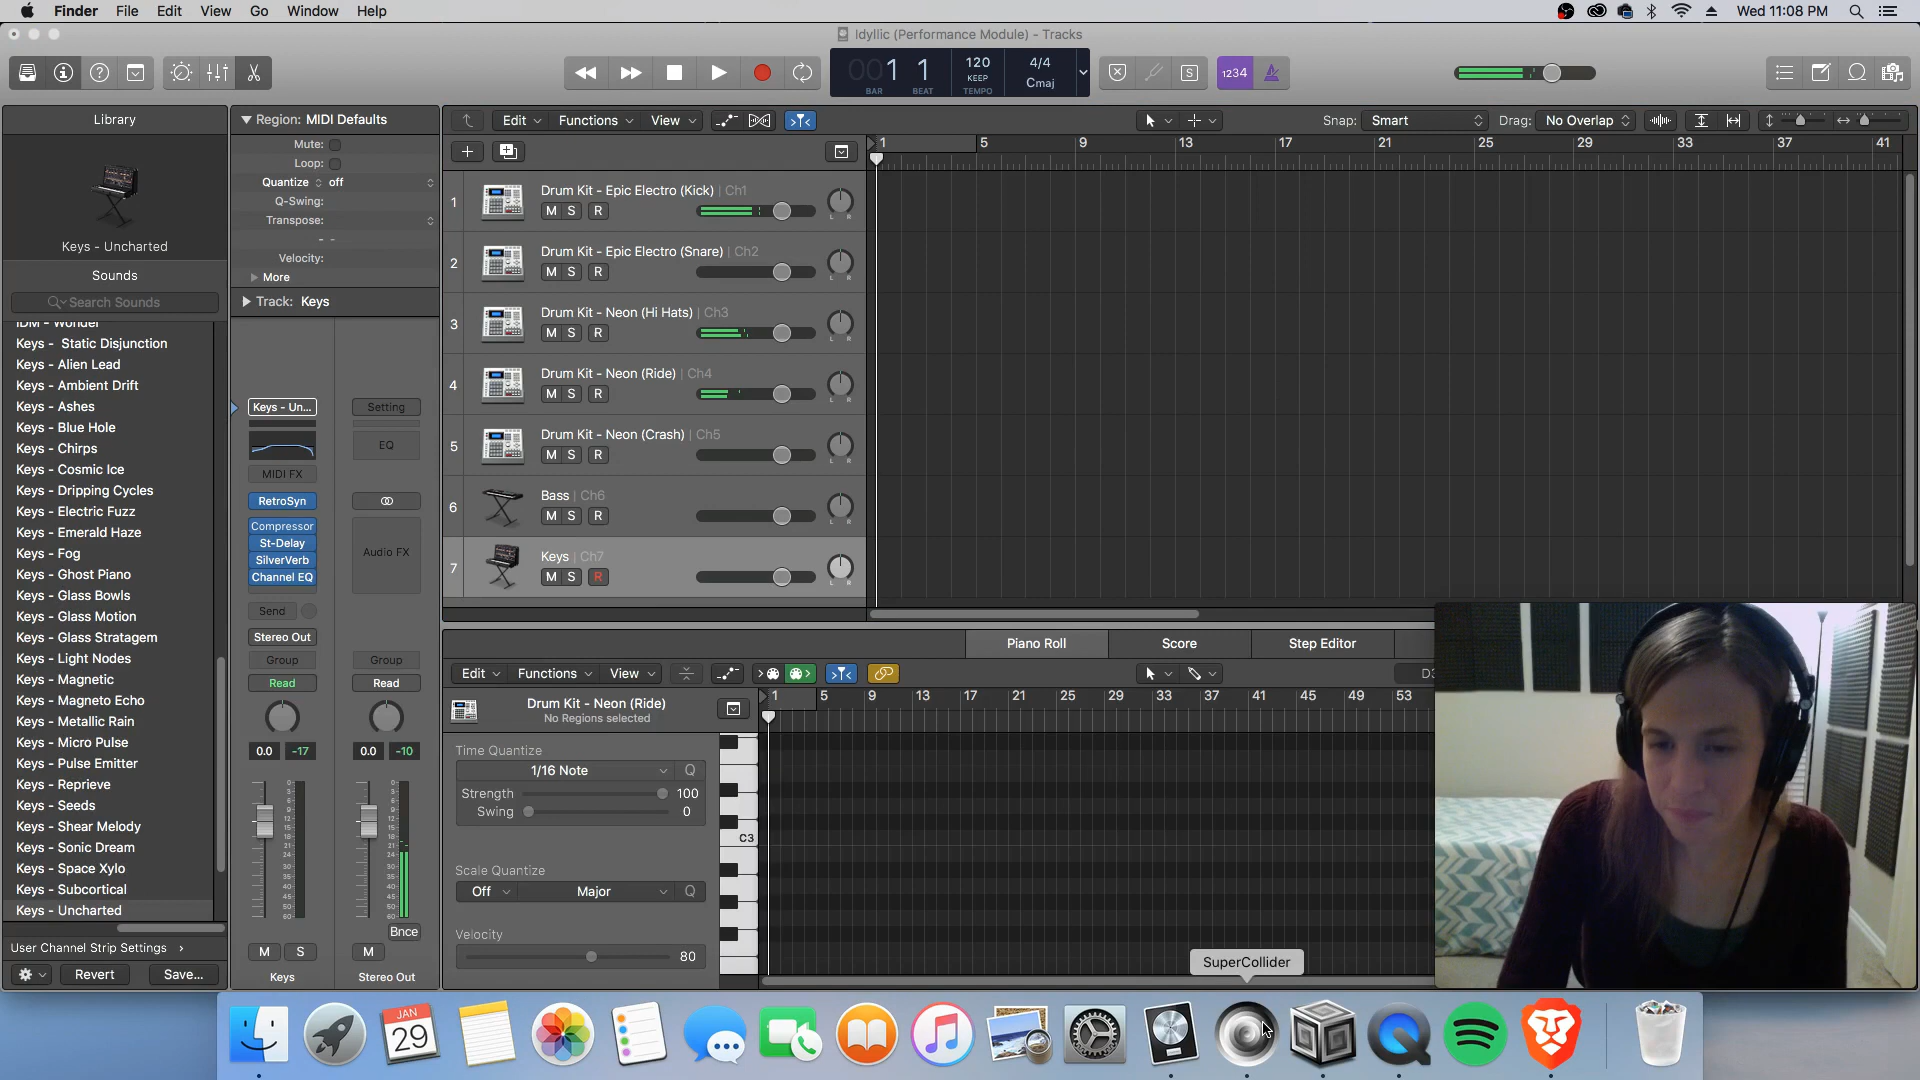 Finder File Edit View Go Window Help Wed 11:08 PM
Idyllic (Performance Module) - Tracks
001 1 120 KEEP TEMPO 4/4 Cmaj
BAR BEAT
S 1234
Library
Keys - Uncharted
Sounds
Search Sounds
IDM - Wonder
Keys - Static Disjunction
Keys - Alien Lead
Keys - Ambient Drift
Keys - Ashes
Keys - Blue Hole
Keys - Chirps
Keys - Cosmic Ice
Keys - Dripping Cycles
Keys - Electric Fuzz
Keys - Emerald Haze
Keys - Fog
Keys - Ghost Piano
Keys - Glass Bowls
Keys - Glass Motion
Keys - Glass Stratagem
Keys - Light Nodes
Keys - Magnetic
Keys - Magneto Echo
Keys - Metallic Rain
Keys - Micro Pulse
Keys - Pulse Emitter
Keys - Reprieve
Keys - Seeds
Keys - Shear Melody
Keys - Sonic Dream
Keys - Space Xylo
Keys - Subcortical
Keys - Uncharted
User Channel Strip Settings
Revert Save...
Region: MIDI Defaults
Mute:
Loop:
Quantize off
Q-Swing:
Transpose:
Velocity:
More
Track: Keys
Keys - Un... Setting
EQ
MIDI FX
RetroSyn
Compressor
St-Delay
SilverVerb
Channel EQ
Audio FX
Send
Stereo Out
Group Group
Read Read
0.0 -17 0.0 -10
Bnce
M S M
Keys Stereo Out
Edit Functions View
Snap: Smart Drag: No Overlap
1 5 9 13 17 21 25 29 33 37 41
1 Drum Kit - Epic Electro (Kick) | Ch1
M S R L R
2 Drum Kit - Epic Electro (Snare) | Ch2
M S R L R
3 Drum Kit - Neon (Hi Hats) | Ch3
M S R L R
4 Drum Kit - Neon (Ride) | Ch4
M S R L R
5 Drum Kit - Neon (Crash) | Ch5
M S R L R
6 Bass | Ch6
M S R L R
7 Keys | Ch7
M S R L R
Piano Roll Score Step Editor
Edit Functions View D3
1 5 9 13 17 21 25 29 33 37 41 45 49 53
Drum Kit - Neon (Ride)
No Regions selected
Time Quantize
1/16 Note Q
Strength 100
Swing 0
Scale Quantize
Off Major Q
Velocity
80
C3
SuperCollider
JAN
29